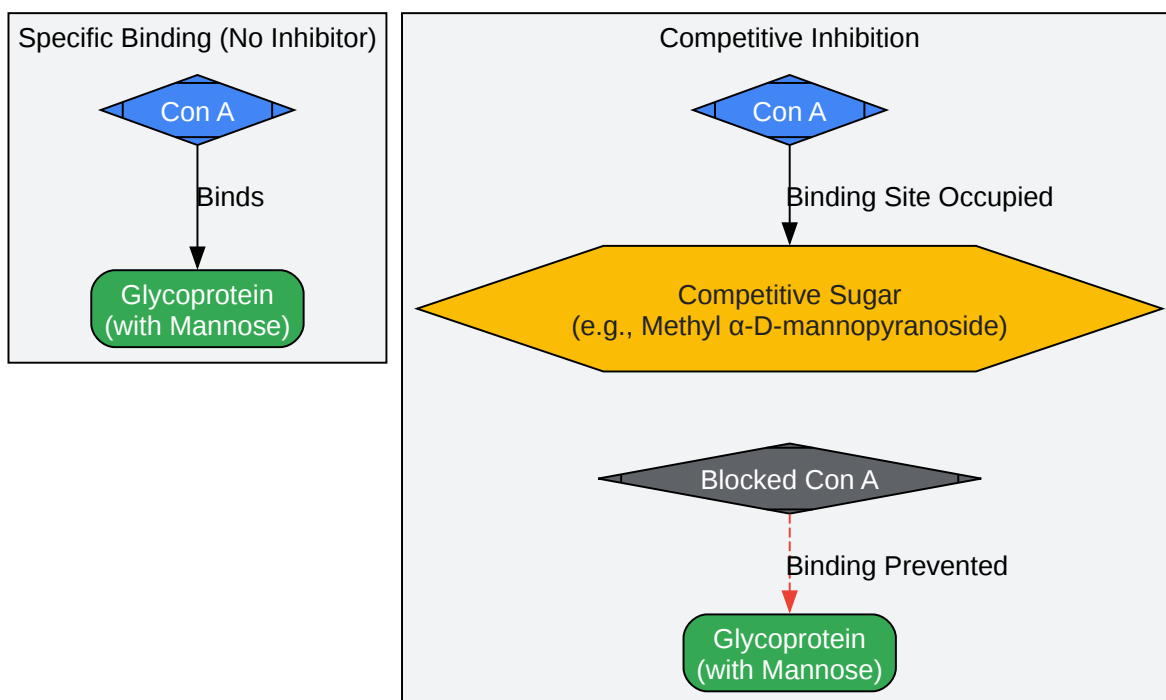 Specific Binding (No Inhibitor)
Con A
Binds
Glycoprotein
(with Mannose)
Competitive Inhibition
Con A
Binding Site Occupied
Competitive Sugar
(e.g., Methyl α-D-mannopyranoside)
Blocked Con A
Binding Prevented
Glycoprotein
(with Mannose)